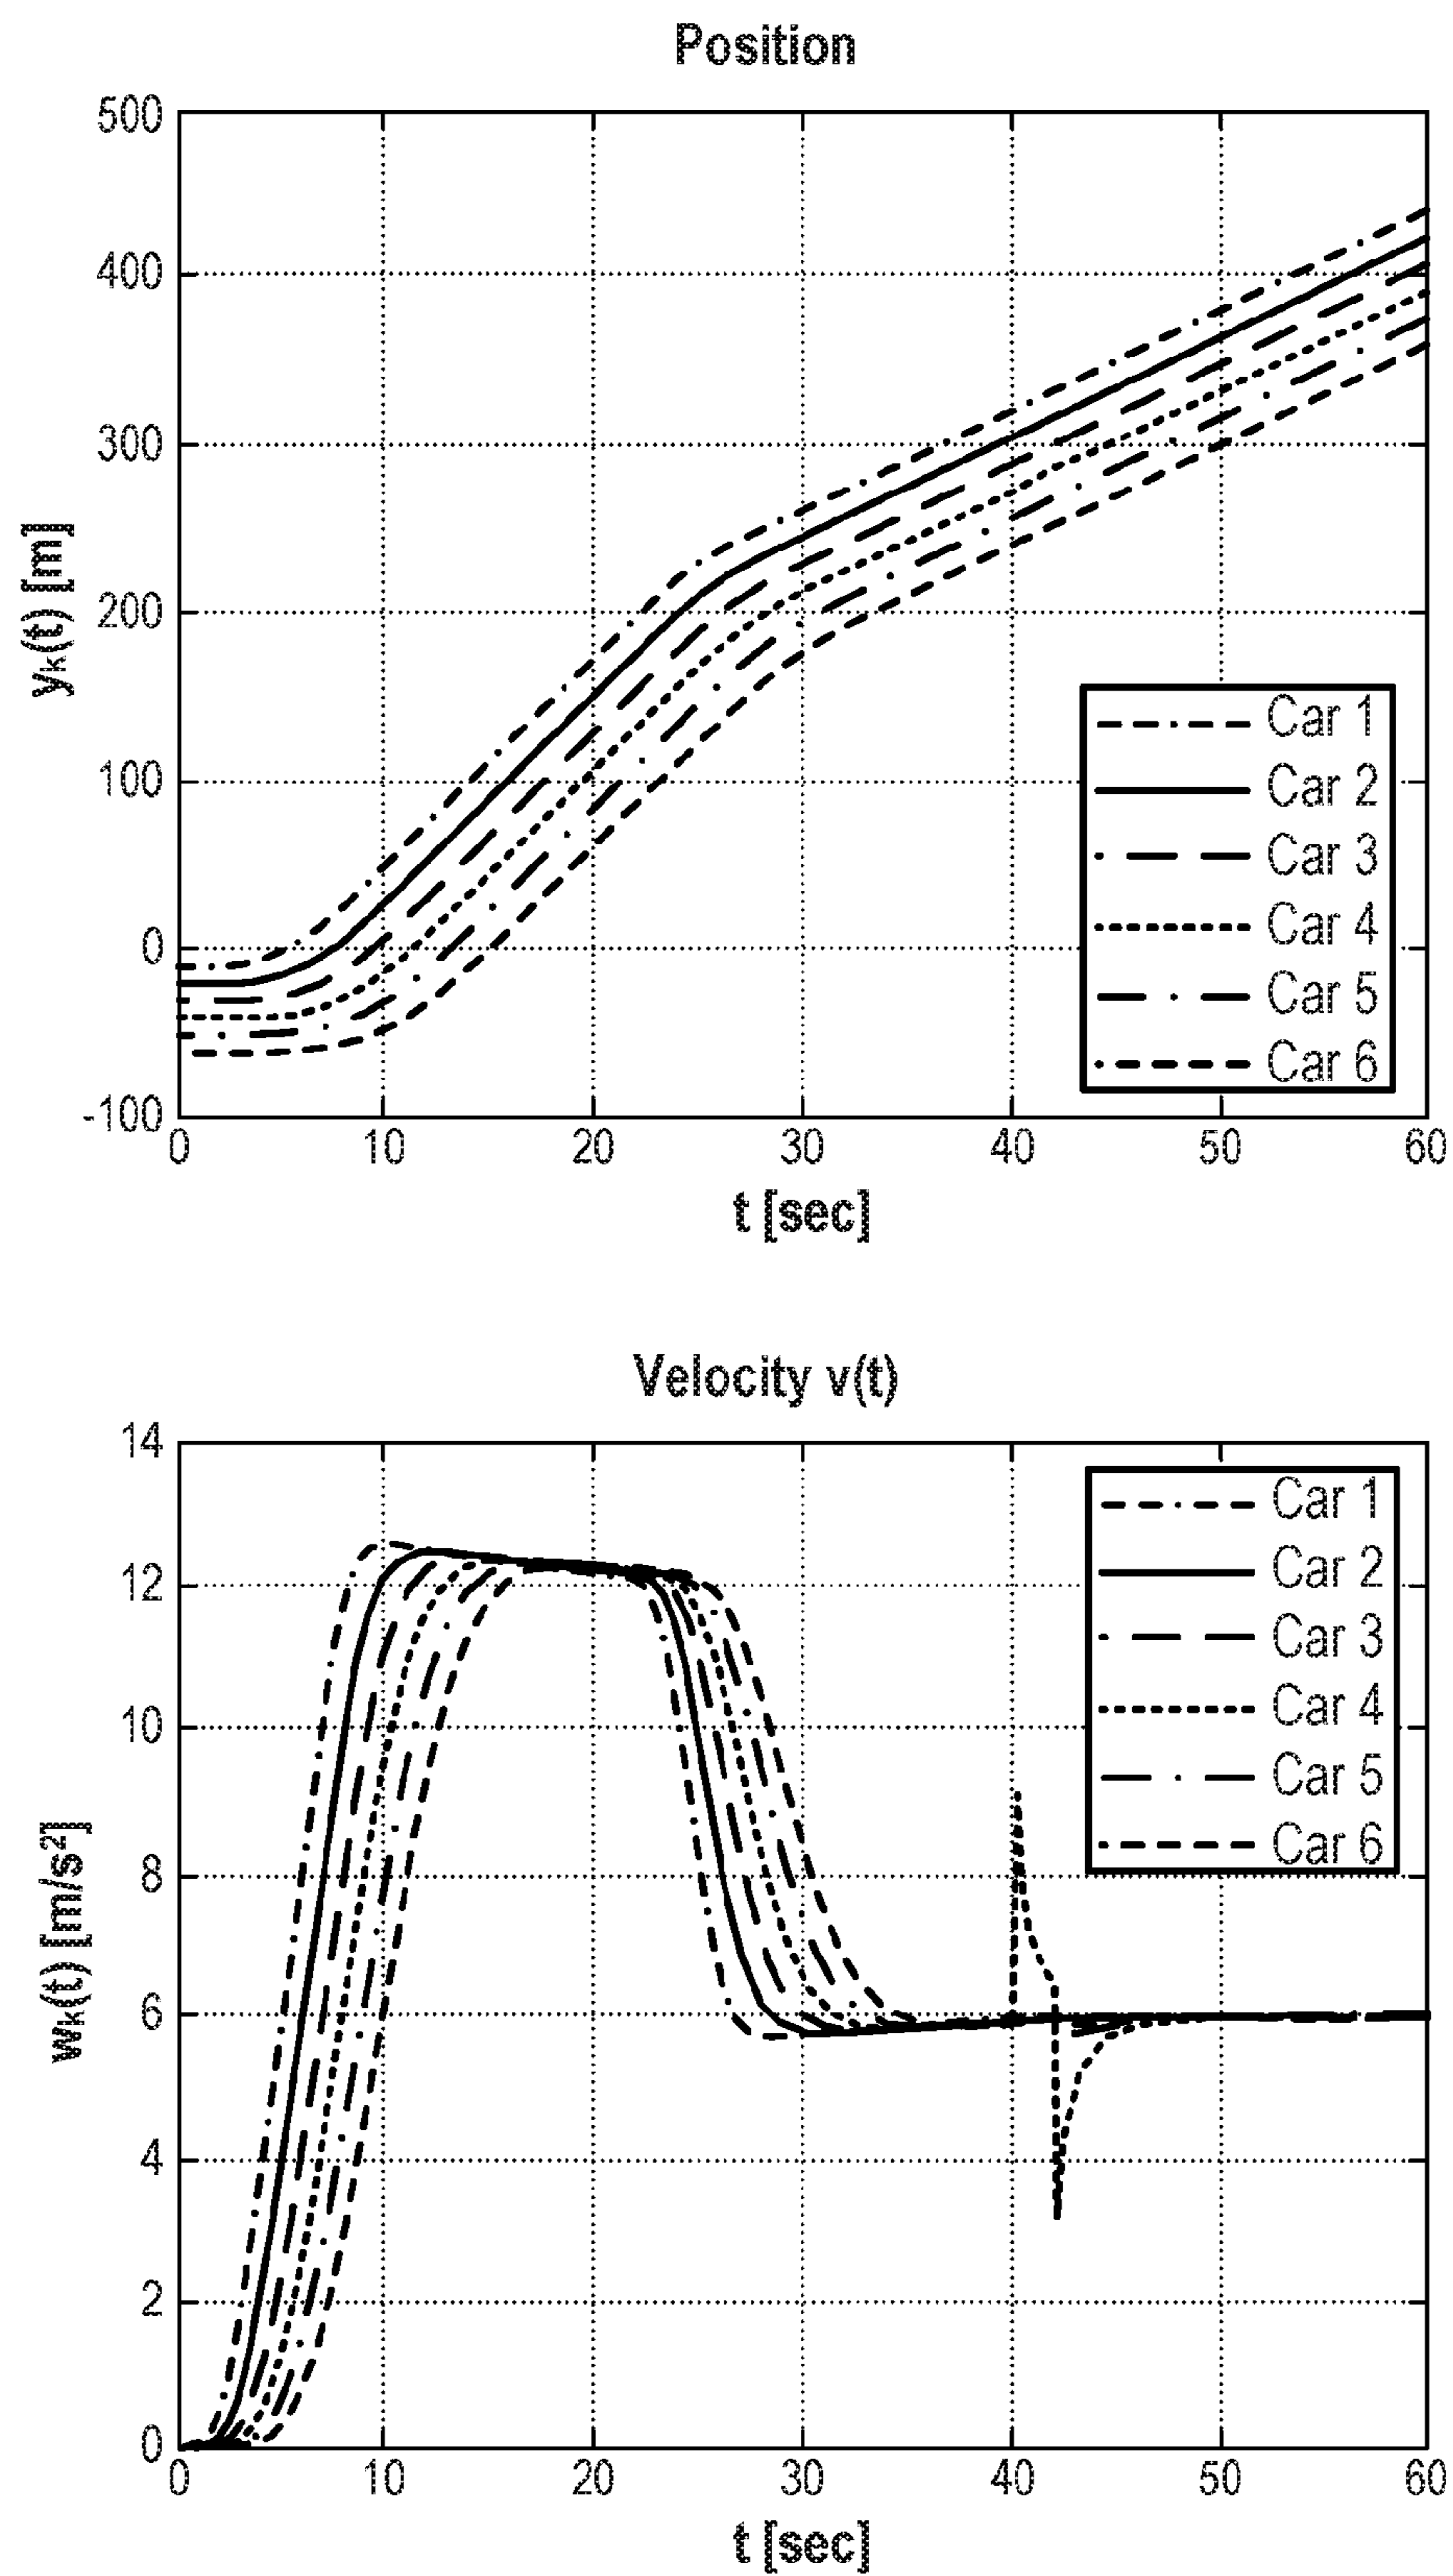 Position
500
400
300
200
100
0
-100
yk(t) [m]
0 10 20 30 40 50 60
t [sec]
Car 1
Car 2
Car 3
Car 4
Car 5
Car 6
Velocity v(t)
14
12
10
8
6
4
2
0
wk(t) [m/s²]
0 10 20 30 40 50 60
t [sec]
Car 1
Car 2
Car 3
Car 4
Car 5
Car 6